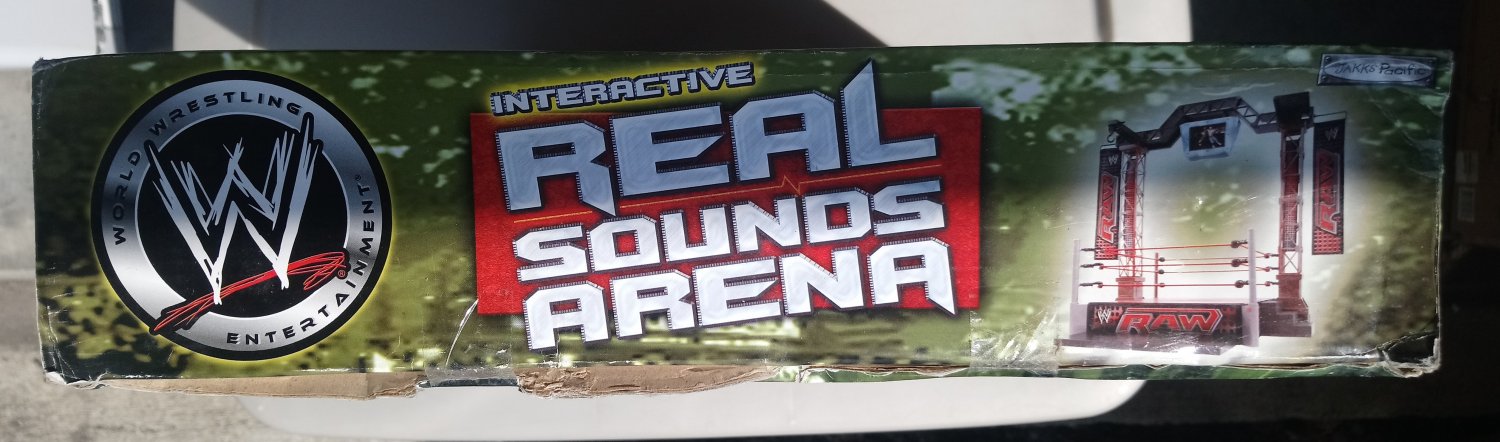 WORLD WRESTLING
W
ENTERTAINMENT®
INTERACTIVE
REAL
SOUNDS
ARENA
JAKKS Pacific
RAW
RAW
W RAW